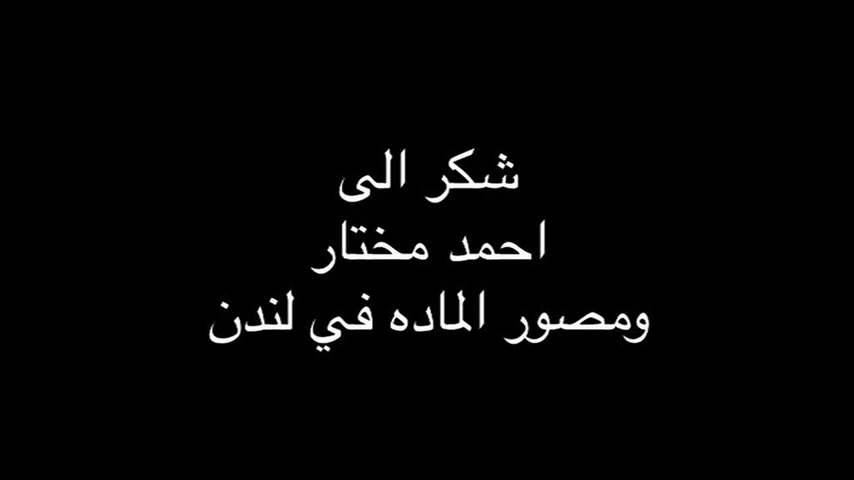 شكر الى
احمد مختار
ومصور الماده في لندن